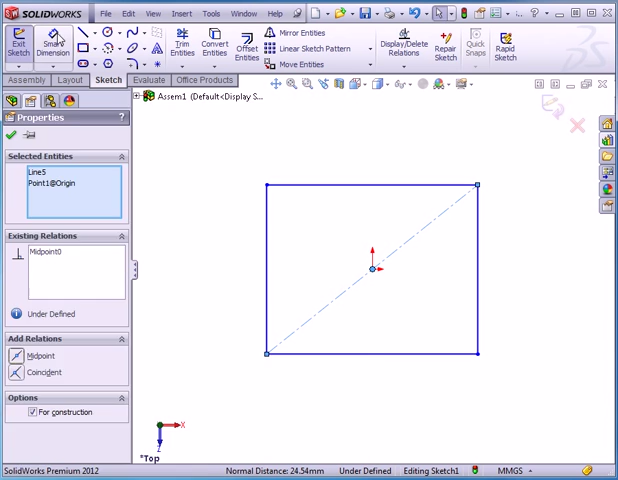 SOLIDWORKS File Edit View Insert Tools Window Help
Exit Sketch
Smart Dimension
Trim Entities
Convert Entities
Offset Entities
Mirror Entities
Linear Sketch Pattern
Move Entities
Display/Delete Relations
Repair Sketch
Quick Snaps
Rapid Sketch
Assembly Layout Sketch Evaluate Office Products
Assem1 (Default<Display S...
Properties
?
Selected Entities
Line5
Point1@Origin
Existing Relations
Midpoint0
Under Defined
Add Relations
Midpoint
Coincident
Options
For construction
X
Z
*Top
SolidWorks Premium 2012 Normal Distance: 24.54mm Under Defined Editing Sketch1 MMGS